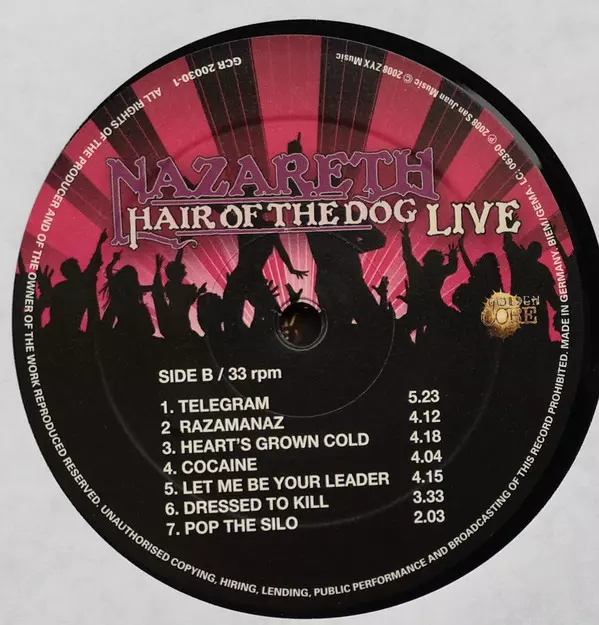 NAZARETH
HAIR OF THE DOG LIVE
GOLDEN
CORE
SIDE B / 33 rpm
1. TELEGRAM 5.23
2 RAZAMANAZ 4.12
3. HEART'S GROWN COLD 4.18
4. COCAINE 4.04
5. LET ME BE YOUR LEADER 4.15
6. DRESSED TO KILL 3.33
7. POP THE SILO 2.03
GCR 20030-1
℗ 2008 San Juan Music © 2008 ZYX Music
ALL RIGHTS OF THE PRODUCER AND OF THE OWNER OF THE WORK REPRODUCED RESERVED. UNAUTHORISED COPYING, HIRING, LENDING, PUBLIC PERFORMANCE AND BROADCASTING OF THIS RECORD PROHIBITED. MADE IN GERMANY. BIEM/GEMA. LC: 06350